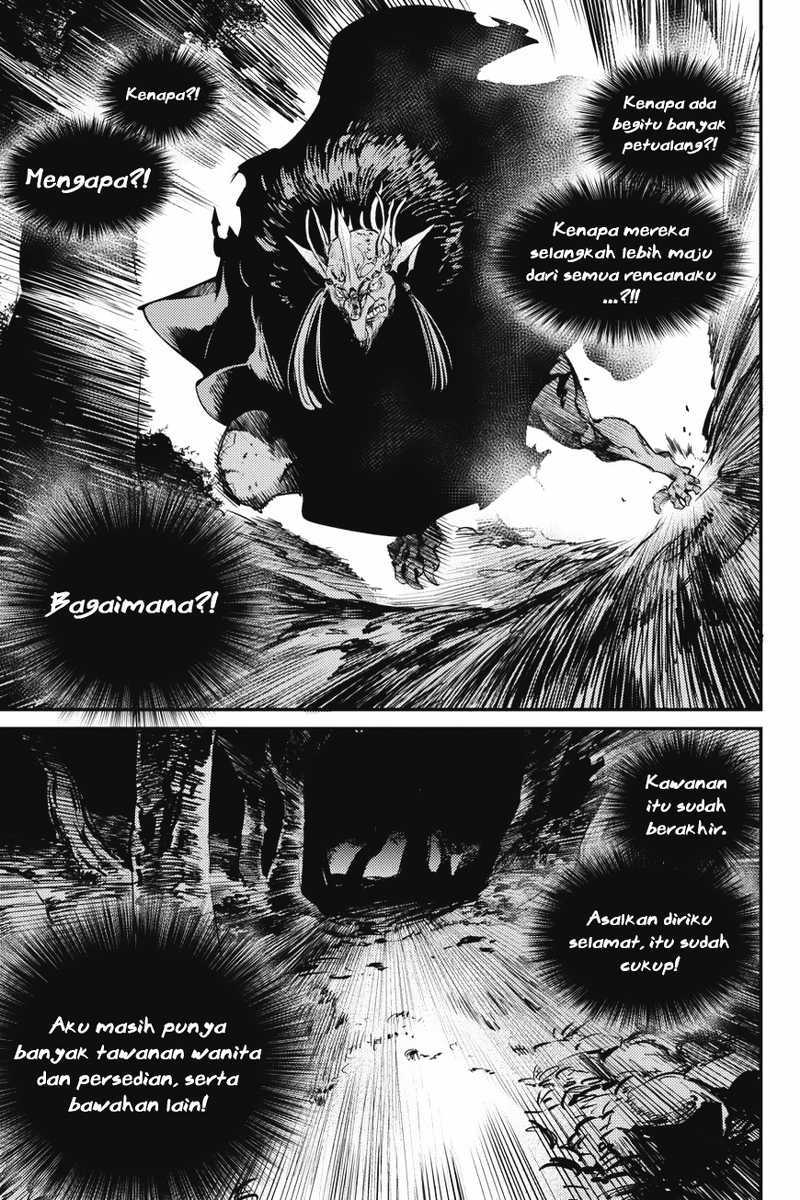 Kenapa ada
begitu banyak
petualang?!
Kenapa mereka
selangkah lebih maju
dari semua rencanaku
...?!!
Kenapa?!
Mengapa?!
Bagaimana?!
Kawanan
itu sudah
berakhir.
Asalkan diriku
selamat, itu sudah
cukup!
Aku masih punya
banyak tawanan wanita
dan persedian, serta
bawahan lain!